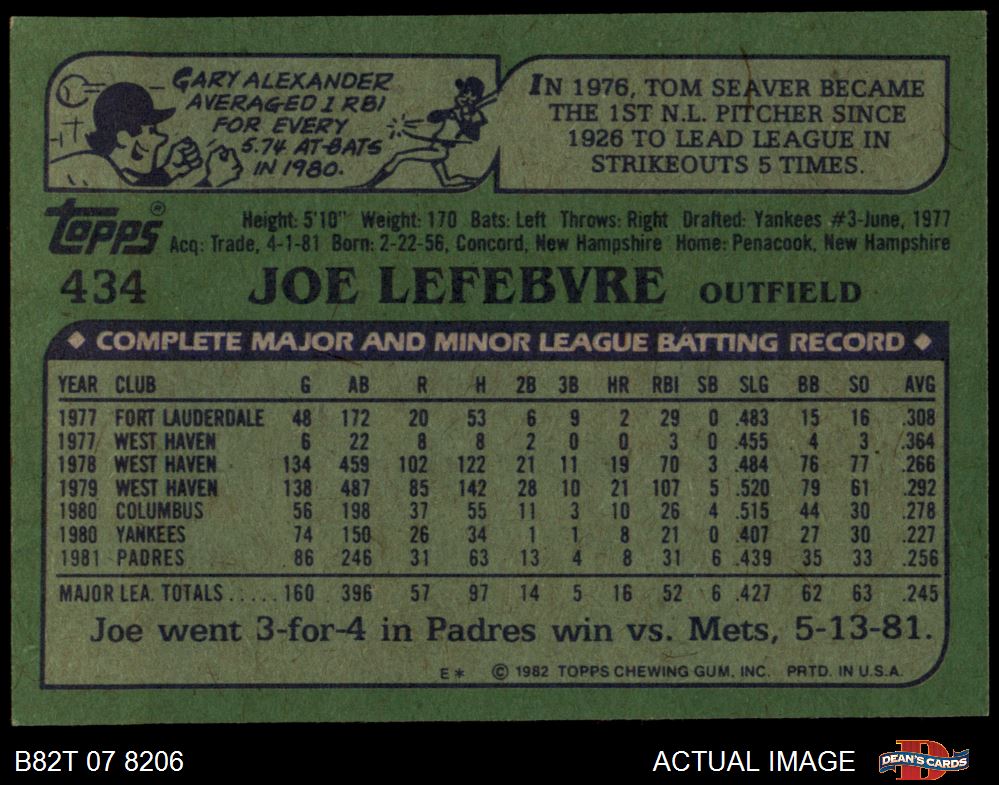 GARY ALEXANDER
AVERAGED 1 RBI
FOR EVERY
5.74 AT-BATS
IN 1980.
IN 1976, TOM SEAVER BECAME
THE 1ST N.L. PITCHER SINCE
1926 TO LEAD LEAGUE IN
STRIKEOUTS 5 TIMES.
Topps®
Height: 5'10" Weight: 170 Bats: Left Throws: Right Drafted: Yankees #3-June, 1977
Acq: Trade, 4-1-81 Born: 2-22-56, Concord, New Hampshire Home: Penacook, New Hampshire
434 JOE LEFEBVRE OUTFIELD
◆ COMPLETE MAJOR AND MINOR LEAGUE BATTING RECORD ◆
YEAR CLUB G AB R H 2B 3B HR RBI SB SLG BB SO AVG
1977 FORT LAUDERDALE 48 172 20 53 6 9 2 29 0 .483 15 16 .308
1977 WEST HAVEN 6 22 8 8 2 0 0 3 0 .455 4 3 .364
1978 WEST HAVEN 134 459 102 122 21 11 19 70 3 .484 76 77 .266
1979 WEST HAVEN 138 487 85 142 28 10 21 107 5 .520 79 61 .292
1980 COLUMBUS 56 198 37 55 11 3 10 26 4 .515 44 30 .278
1980 YANKEES 74 150 26 34 1 1 8 21 0 .407 27 30 .227
1981 PADRES 86 246 31 63 13 4 8 31 6 .439 35 33 .256
MAJOR LEA. TOTALS..... 160 396 57 97 14 5 16 52 6 .427 62 63 .245
Joe went 3-for-4 in Padres win vs. Mets, 5-13-81.
E* © 1982 TOPPS CHEWING GUM, INC. PRTD. IN U.S.A.
B82T 07 8206 ACTUAL IMAGE D DEAN'S CARDS